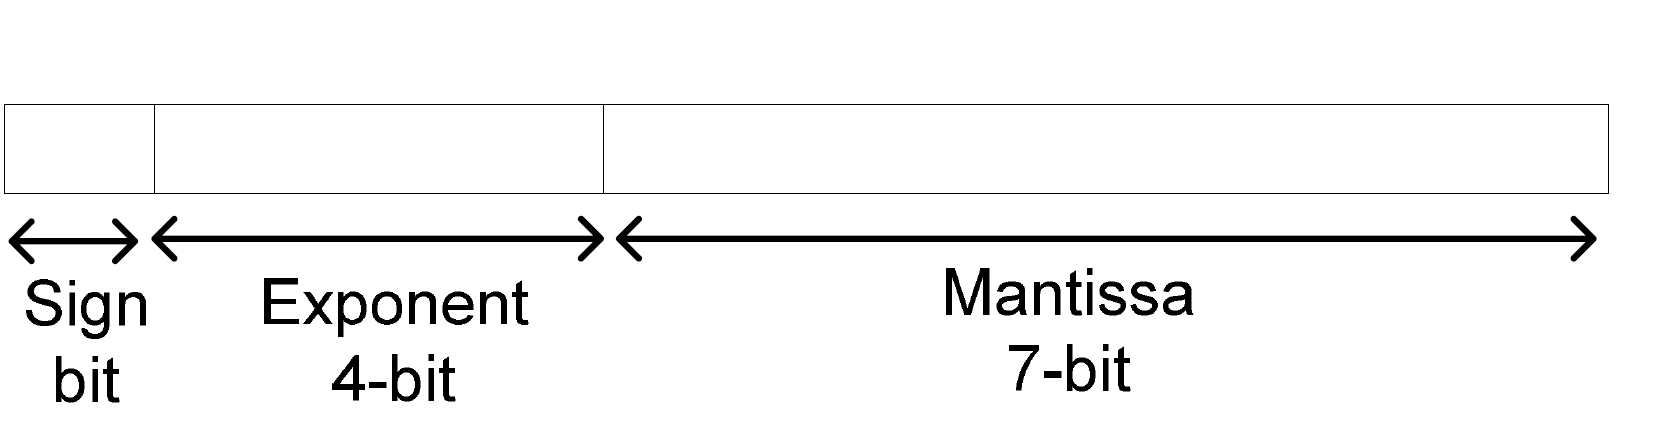 Sign
bit
Exponent
4-bit
Mantissa
7-bit